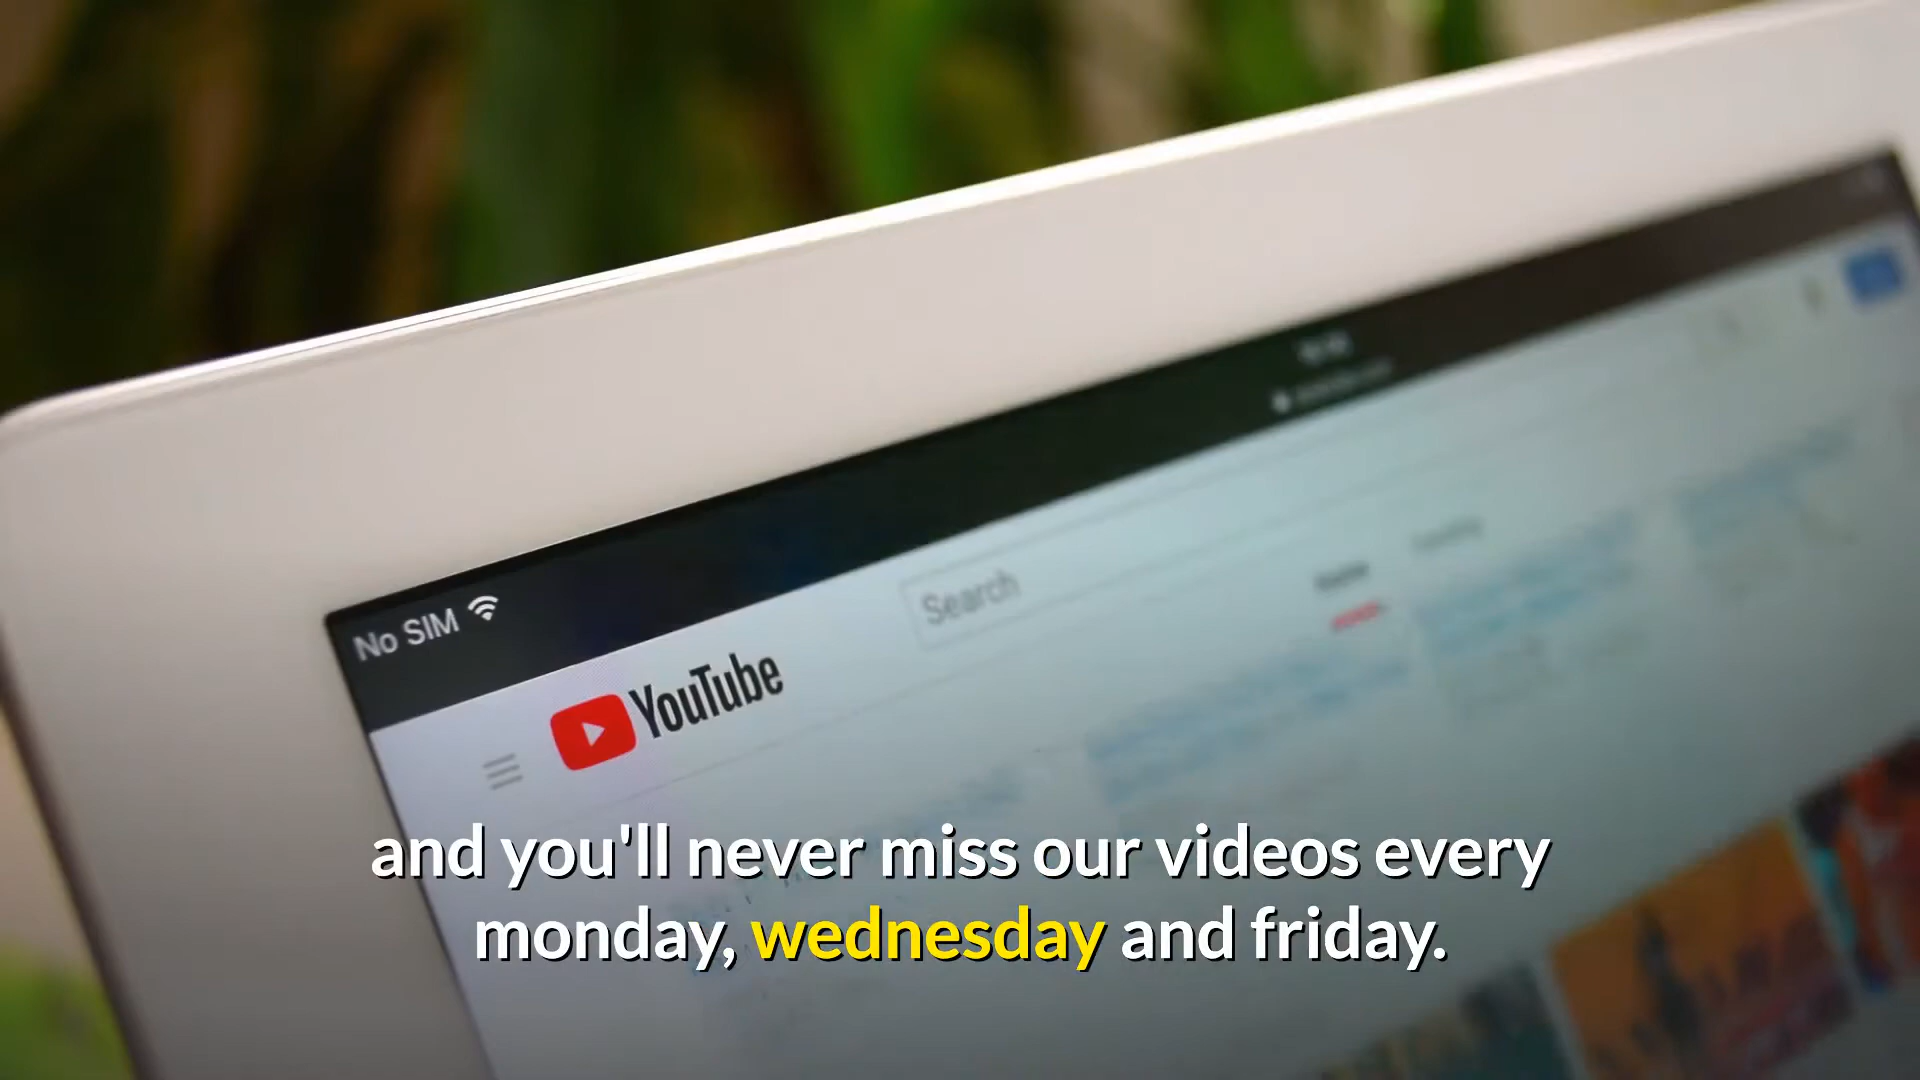 No SIM
Search
YouTube
and you'll never miss our videos every
monday, wednesday and friday.